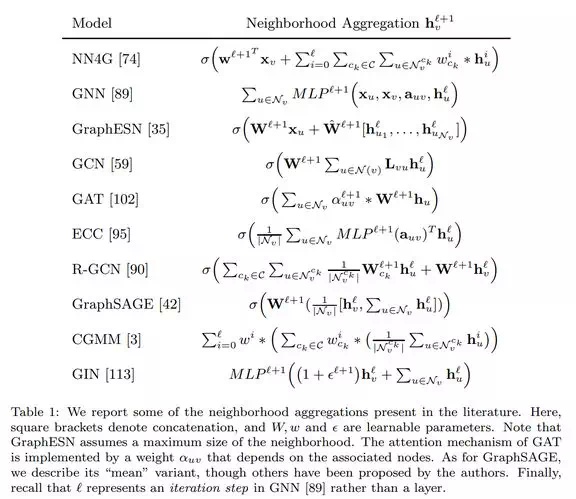 Model Neighborhood Aggregation $\mathbf{h}_v^{\ell+1}$
NN4G [74] $\sigma\Big(\mathbf{w}^{\ell+1^T}\mathbf{x}_v + \sum_{i=0}^{\ell}\sum_{c_k\in\mathcal{C}}\sum_{u\in\mathcal{N}_v^{c_k}} w_{c_k}^i * \mathbf{h}_u^i\Big)$
GNN [89] $\sum_{u\in\mathcal{N}_v} MLP^{\ell+1}\Big(\mathbf{x}_u, \mathbf{x}_v, \mathbf{a}_{uv}, \mathbf{h}_u^{\ell}\Big)$
GraphESN [35] $\sigma\Big(\mathbf{W}^{\ell+1}\mathbf{x}_u + \hat{\mathbf{W}}^{\ell+1}[\mathbf{h}_{u_1}^{\ell}, \ldots, \mathbf{h}_{u_{\mathcal{N}_v}}^{\ell}]\Big)$
GCN [59] $\sigma\Big(\mathbf{W}^{\ell+1}\sum_{u\in\mathcal{N}(v)} \mathbf{L}_{vu}\mathbf{h}_u^{\ell}\Big)$
GAT [102] $\sigma\Big(\sum_{u\in\mathcal{N}_v} \alpha_{uv}^{\ell+1} * \mathbf{W}^{\ell+1}\mathbf{h}_u\Big)$
ECC [95] $\sigma\Big(\frac{1}{|\mathcal{N}_v|}\sum_{u\in\mathcal{N}_v} MLP^{\ell+1}(\mathbf{a}_{uv})^T\mathbf{h}_u^{\ell}\Big)$
R-GCN [90] $\sigma\Big(\sum_{c_k\in\mathcal{C}}\sum_{u\in\mathcal{N}_v^{c_k}} \frac{1}{|\mathcal{N}_v^{c_k}|}\mathbf{W}_{c_k}^{\ell+1}\mathbf{h}_u^{\ell} + \mathbf{W}^{\ell+1}\mathbf{h}_v^{\ell}\Big)$
GraphSAGE [42] $\sigma\Big(\mathbf{W}^{\ell+1}(\frac{1}{|\mathcal{N}_v|}[\mathbf{h}_v^{\ell}, \sum_{u\in\mathcal{N}_v}\mathbf{h}_u^{\ell}])\Big)$
CGMM [3] $\sum_{i=0}^{\ell} w^i * \Big(\sum_{c_k\in\mathcal{C}} w_{c_k}^i * \big(\frac{1}{|\mathcal{N}_v^{c_k}|}\sum_{u\in\mathcal{N}_v^{c_k}}\mathbf{h}_u^i\big)\Big)$
GIN [113] $MLP^{\ell+1}\Big(\big(1+\epsilon^{\ell+1}\big)\mathbf{h}_v^{\ell} + \sum_{u\in\mathcal{N}_v}\mathbf{h}_u^{\ell}\Big)$
Table 1: We report some of the neighborhood aggregations present in the literature. Here,
square brackets denote concatenation, and $W, w$ and $\epsilon$ are learnable parameters. Note that
GraphESN assumes a maximum size of the neighborhood. The attention mechanism of GAT
is implemented by a weight $\alpha_{uv}$ that depends on the associated nodes. As for GraphSAGE,
we describe its “mean” variant, though others have been proposed by the authors. Finally,
recall that $\ell$ represents an iteration step in GNN [89] rather than a layer.